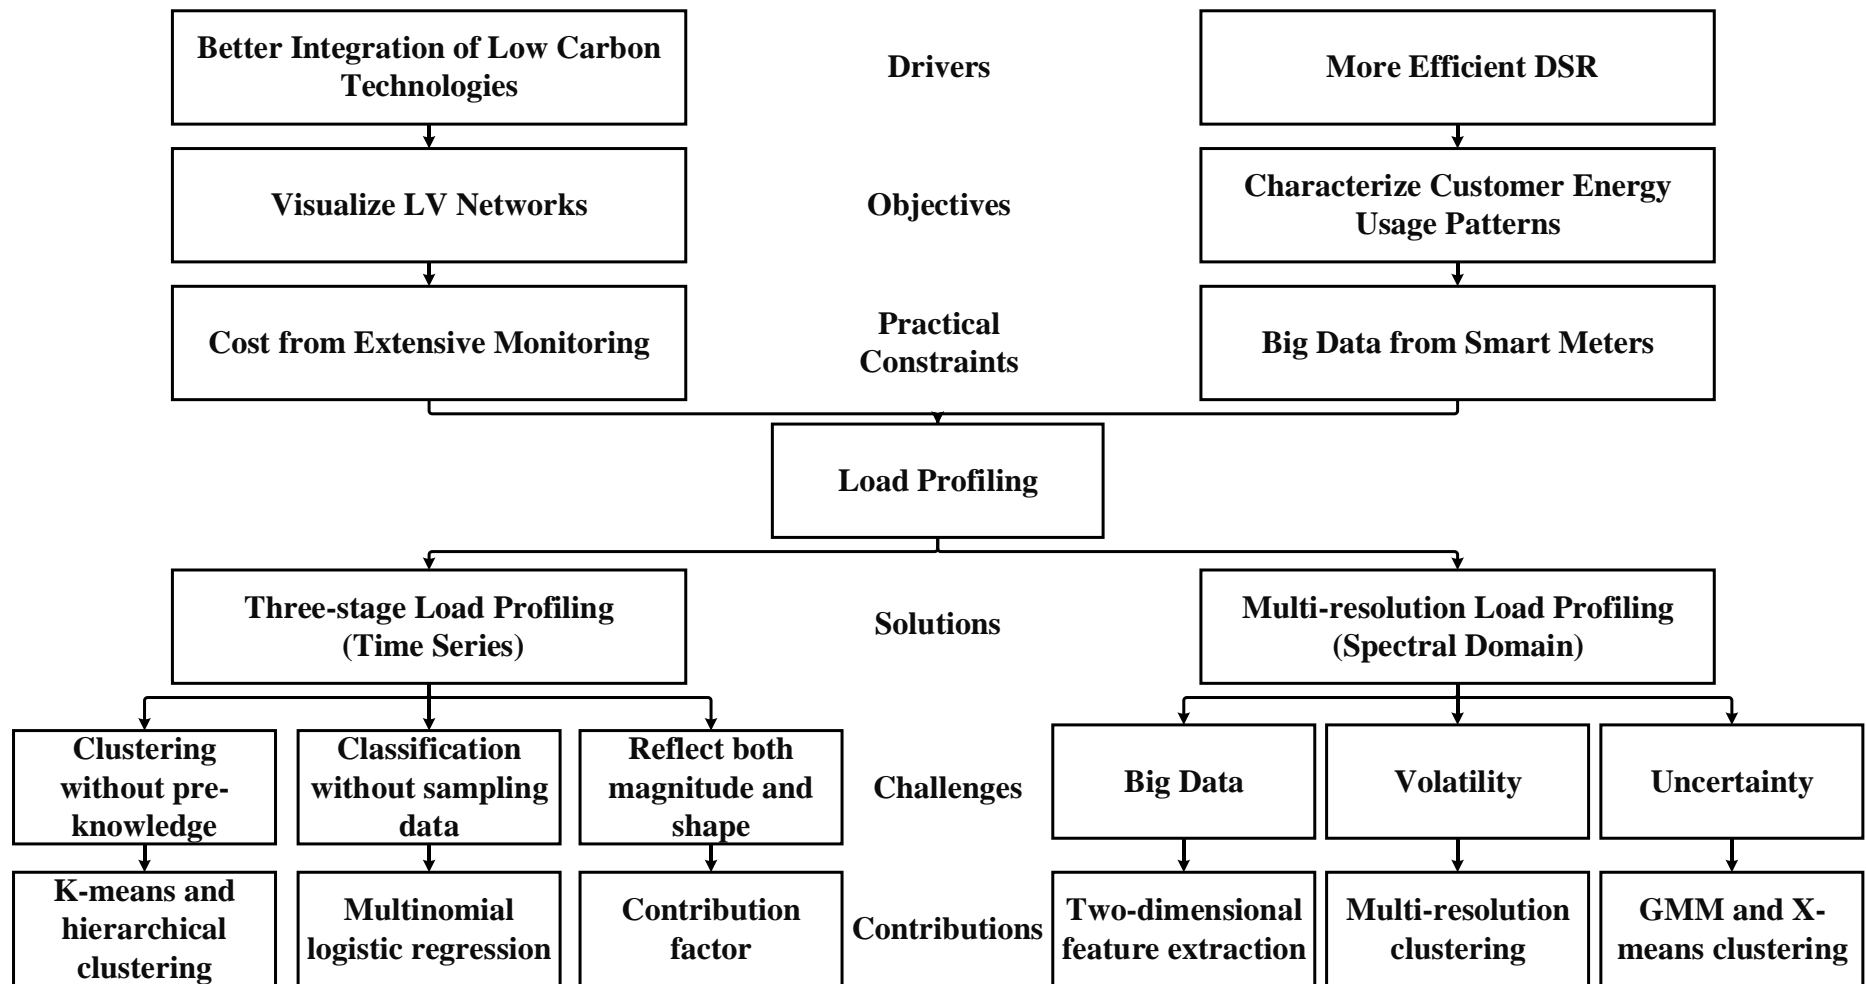 Better Integration of Low Carbon
Technologies
Drivers
More Efficient DSR
Visualize LV Networks
Objectives
Characterize Customer Energy
Usage Patterns
Cost from Extensive Monitoring
Practical
Constraints
Big Data from Smart Meters
Load Profiling
Three-stage Load Profiling
(Time Series)
Solutions
Multi-resolution Load Profiling
(Spectral Domain)
Clustering
without pre-
knowledge
Classification
without sampling
data
Reflect both
magnitude and
shape
Challenges
Big Data
Volatility
Uncertainty
K-means and
hierarchical
clustering
Multinomial
logistic regression
Contribution
factor
Contributions
Two-dimensional
feature extraction
Multi-resolution
clustering
GMM and X-
means clustering